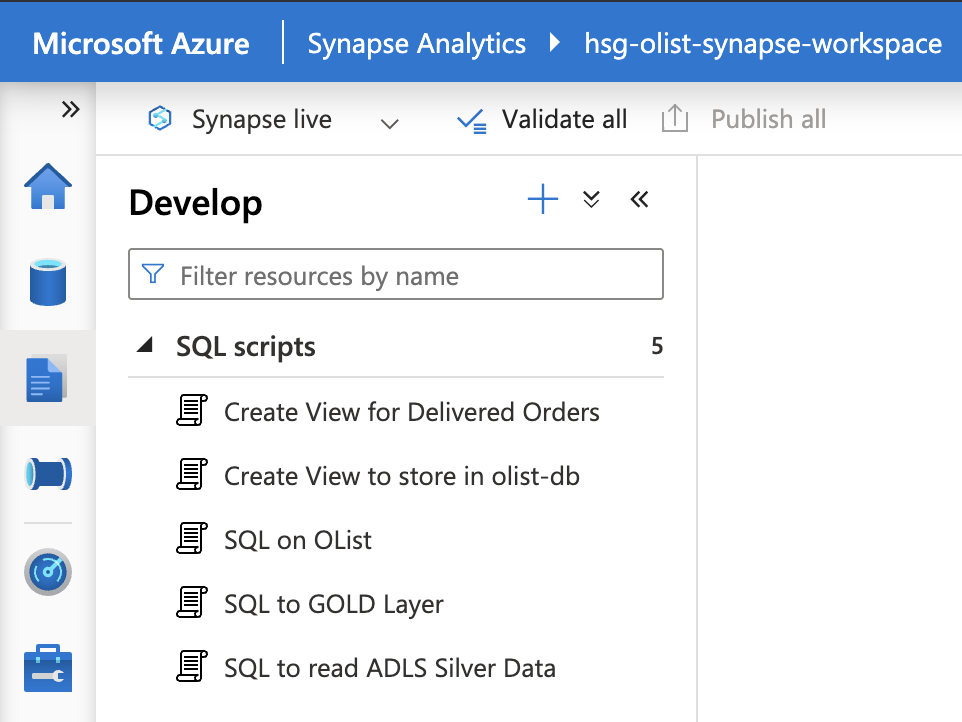 Microsoft Azure Synapse Analytics hsg-olist-synapse-workspace
Synapse live Validate all Publish all
Develop
Filter resources by name
SQL scripts 5
Create View for Delivered Orders
Create View to store in olist-db
SQL on OList
SQL to GOLD Layer
SQL to read ADLS Silver Data